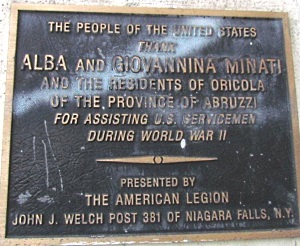 THE PEOPLE OF THE UNITED STATES
THANK
ALBA AND GIOVANNINA MINATI
AND THE RESIDENTS OF ORICOLA
OF THE PROVINCE OF ABRUZZI
FOR ASSISTING U.S. SERVICEMEN
DURING WORLD WAR II
PRESENTED BY
THE AMERICAN LEGION
JOHN J. WELCH POST 381 OF NIAGARA FALLS, N.Y.